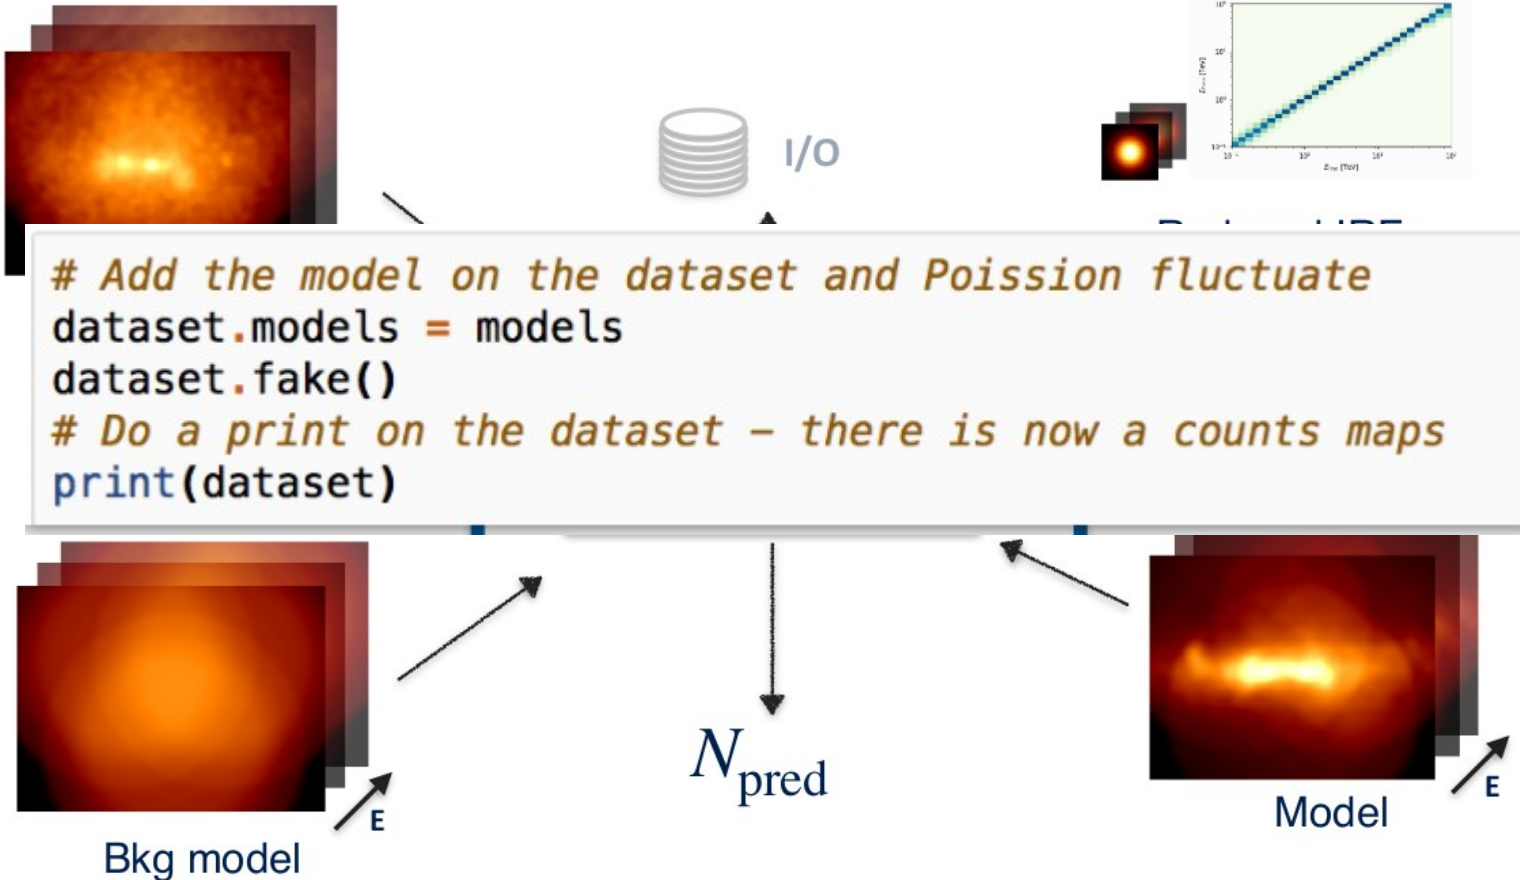 I/O
# Add the model on the dataset and Poission fluctuate
dataset.models = models
dataset.fake()
# Do a print on the dataset – there is now a counts maps
print(dataset)
E
N pred
E
Model
Bkg model